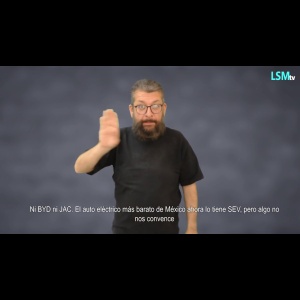 LSMtv
Ni BYD ni JAC. El auto eléctrico más barato de México ahora lo tiene SEV, pero algo no
nos convence